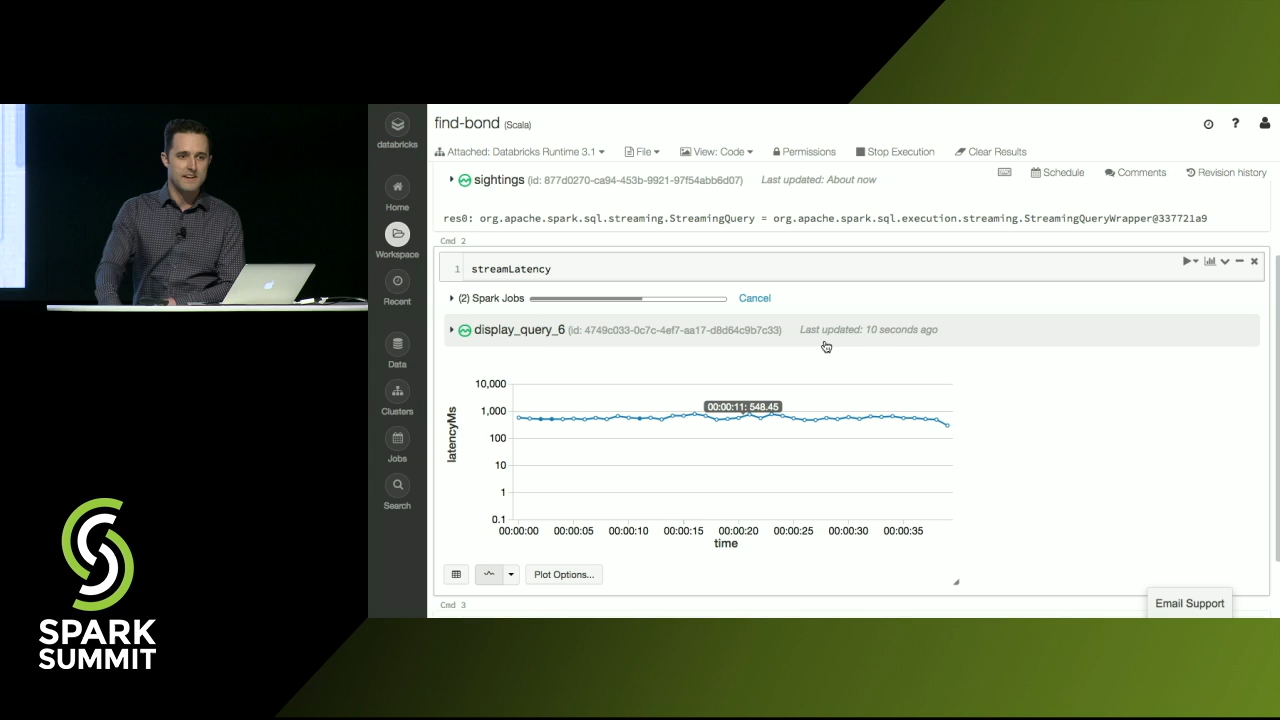 find-bond (Scala)
databricks
Home
Workspace
Recent
Data
Clusters
Jobs
Search
Attached: Databricks Runtime 3.1
File
View: Code
Permissions
Stop Execution
Clear Results
Schedule
Comments
Revision history
sightings (id: 877d0270-ca94-453b-9921-97f54abb6d07) Last updated: About now
res0: org.apache.spark.sql.streaming.StreamingQuery = org.apache.spark.sql.execution.streaming.StreamingQueryWrapper@337721a9
Cmd 2
1 streamLatency
(2) Spark Jobs
Cancel
display_query_6 (id: 4749c033-0c7c-4ef7-aa17-d8d64c9b7c33) Last updated: 10 seconds ago
latencyMs
10,000
1,000
100
10
1
0.1
00:00:11: 548.45
00:00:00 00:00:05 00:00:10 00:00:15 00:00:20 00:00:25 00:00:30 00:00:35
time
Plot Options...
Cmd 3
Email Support
SPARK
SUMMIT